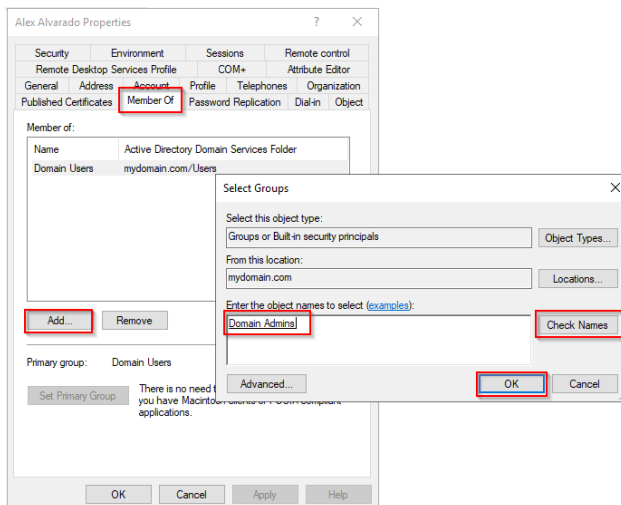 Alex Alvarado Properties
Security Environment Sessions Remote control
Remote Desktop Services Profile COM+ Attribute Editor
General Address Account Profile Telephones Organization
Published Certificates Member Of Password Replication Dial-in Object
Member of:
Name Active Directory Domain Services Folder
Domain Users mydomain.com/Users
Add... Remove
Primary group: Domain Users
Set Primary Group
There is no need t
you have Macintosh clients or POSIX-compliant
applications.
OK Cancel Apply Help
Select Groups
Select this object type:
Groups or Built-in security principals Object Types...
From this location:
mydomain.com Locations...
Enter the object names to select (examples):
Domain Admins Check Names
Advanced... OK Cancel